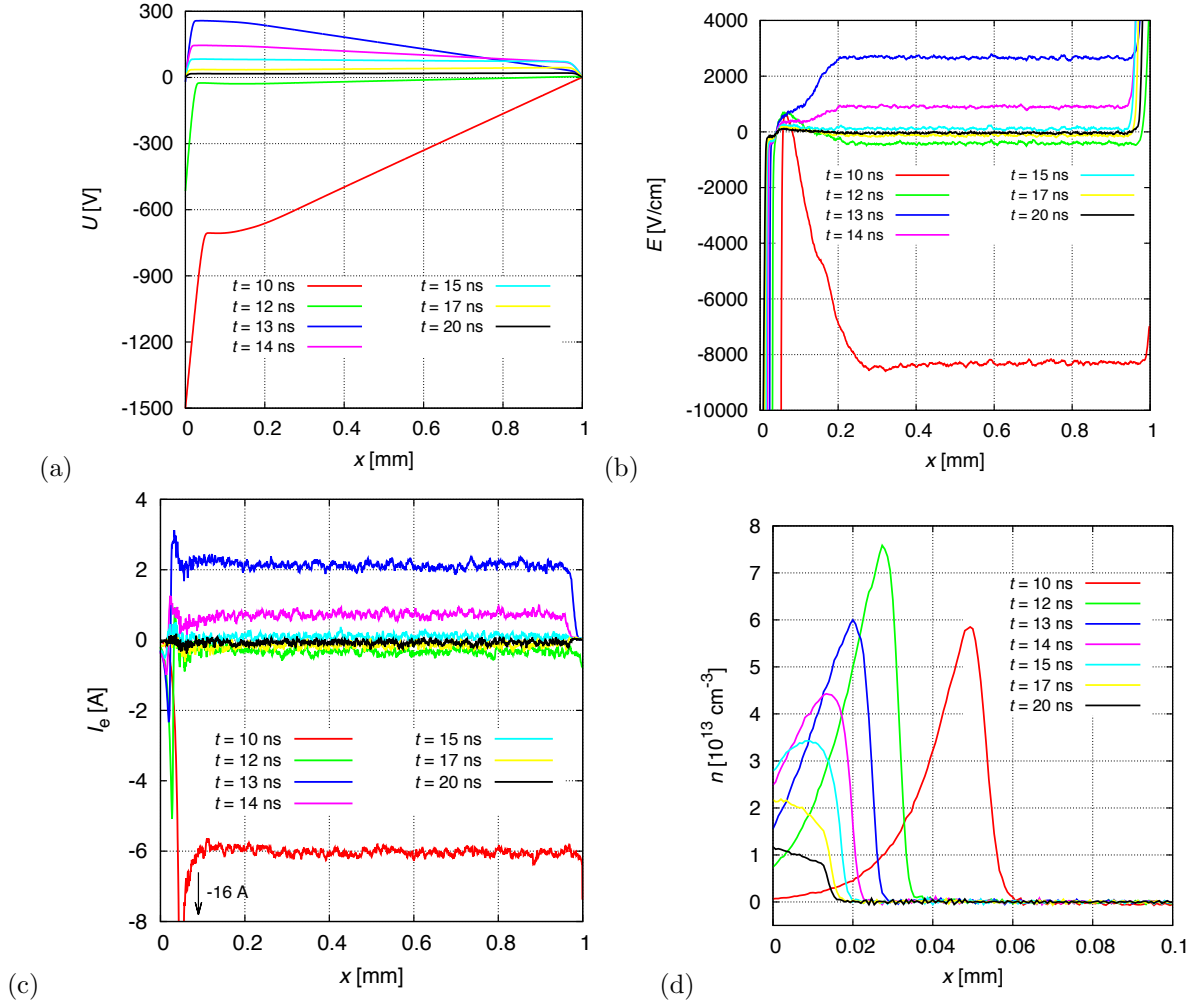 300
0
-300
-600
-900
-1200
-1500
U [V]
t = 10 ns
t = 12 ns
t = 13 ns
t = 14 ns
t = 15 ns
t = 17 ns
t = 20 ns
0 0.2 0.4 0.6 0.8 1
x [mm]
(a)
4000
2000
0
-2000
-4000
-6000
-8000
-10000
E [V/cm]
t = 10 ns
t = 12 ns
t = 13 ns
t = 14 ns
t = 15 ns
t = 17 ns
t = 20 ns
0 0.2 0.4 0.6 0.8 1
x [mm]
(b)
4
2
0
-2
-4
-6
-8
I_e [A]
t = 10 ns
t = 12 ns
t = 13 ns
t = 14 ns
t = 15 ns
t = 17 ns
t = 20 ns
-16 A
0 0.2 0.4 0.6 0.8 1
x [mm]
(c)
8
7
6
5
4
3
2
1
0
n [10^13 cm^-3]
t = 10 ns
t = 12 ns
t = 13 ns
t = 14 ns
t = 15 ns
t = 17 ns
t = 20 ns
0 0.02 0.04 0.06 0.08 0.1
x [mm]
(d)